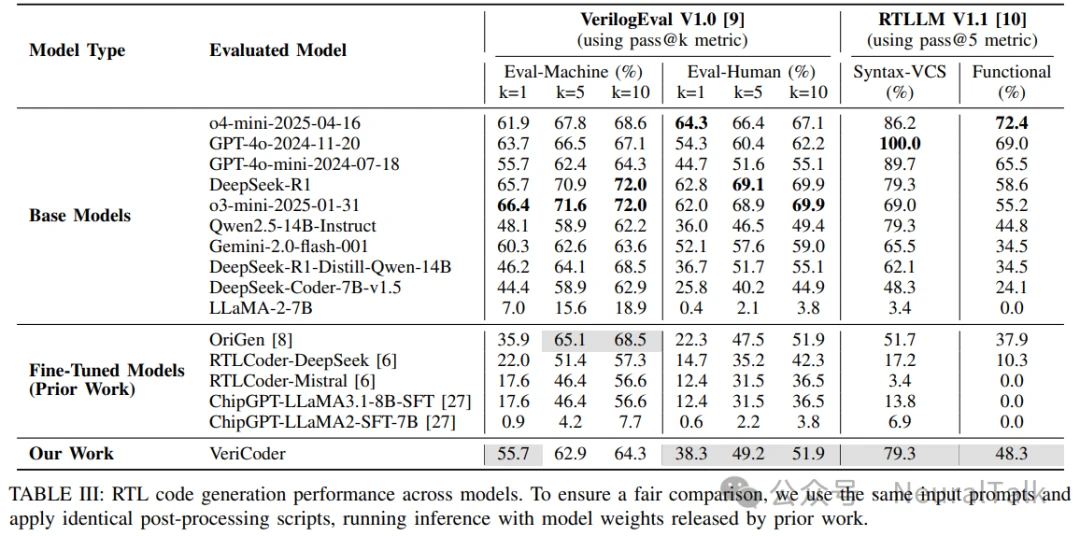 Model Type Evaluated Model VerilogEval V1.0 [9] RTLLM V1.1 [10]
(using pass@k metric) (using pass@5 metric)
Eval-Machine (%) Eval-Human (%) Syntax-VCS Functional
k=1 k=5 k=10 k=1 k=5 k=10 (%) (%)
Base Models
o4-mini-2025-04-16 61.9 67.8 68.6 64.3 66.4 67.1 86.2 72.4
GPT-4o-2024-11-20 63.7 66.5 67.1 54.3 60.4 62.2 100.0 69.0
GPT-4o-mini-2024-07-18 55.7 62.4 64.3 44.7 51.6 55.1 89.7 65.5
DeepSeek-R1 65.7 70.9 72.0 62.8 69.1 69.9 79.3 58.6
o3-mini-2025-01-31 66.4 71.6 72.0 62.0 68.9 69.9 69.0 55.2
Qwen2.5-14B-Instruct 48.1 58.9 62.2 36.0 46.5 49.4 79.3 44.8
Gemini-2.0-flash-001 60.3 62.6 63.6 52.1 57.6 59.0 65.5 34.5
DeepSeek-R1-Distill-Qwen-14B 46.2 64.1 68.5 36.7 51.7 55.1 62.1 34.5
DeepSeek-Coder-7B-v1.5 44.4 58.9 62.9 25.8 40.2 44.9 48.3 24.1
LLaMA-2-7B 7.0 15.6 18.9 0.4 2.1 3.8 3.4 0.0
Fine-Tuned Models
(Prior Work)
OriGen [8] 35.9 65.1 68.5 22.3 47.5 51.9 51.7 37.9
RTLCoder-DeepSeek [6] 22.0 51.4 57.3 14.7 35.2 42.3 17.2 10.3
RTLCoder-Mistral [6] 17.6 46.4 56.6 12.4 31.5 36.5 3.4 0.0
ChipGPT-LLaMA3.1-8B-SFT [27] 17.6 46.4 56.6 12.4 31.5 36.5 13.8 0.0
ChipGPT-LLaMA2-SFT-7B [27] 0.9 4.2 7.7 0.6 2.2 3.8 6.9 0.0
Our Work VeriCoder 55.7 62.9 64.3 38.3 49.2 51.9 79.3 48.3
TABLE III: RTL code generation performance across models. To ensure a fair comparison, we use the same input prompts and
apply identical post-processing scripts, running inference with model weights released by prior work.
公众号 · NeuralTalk